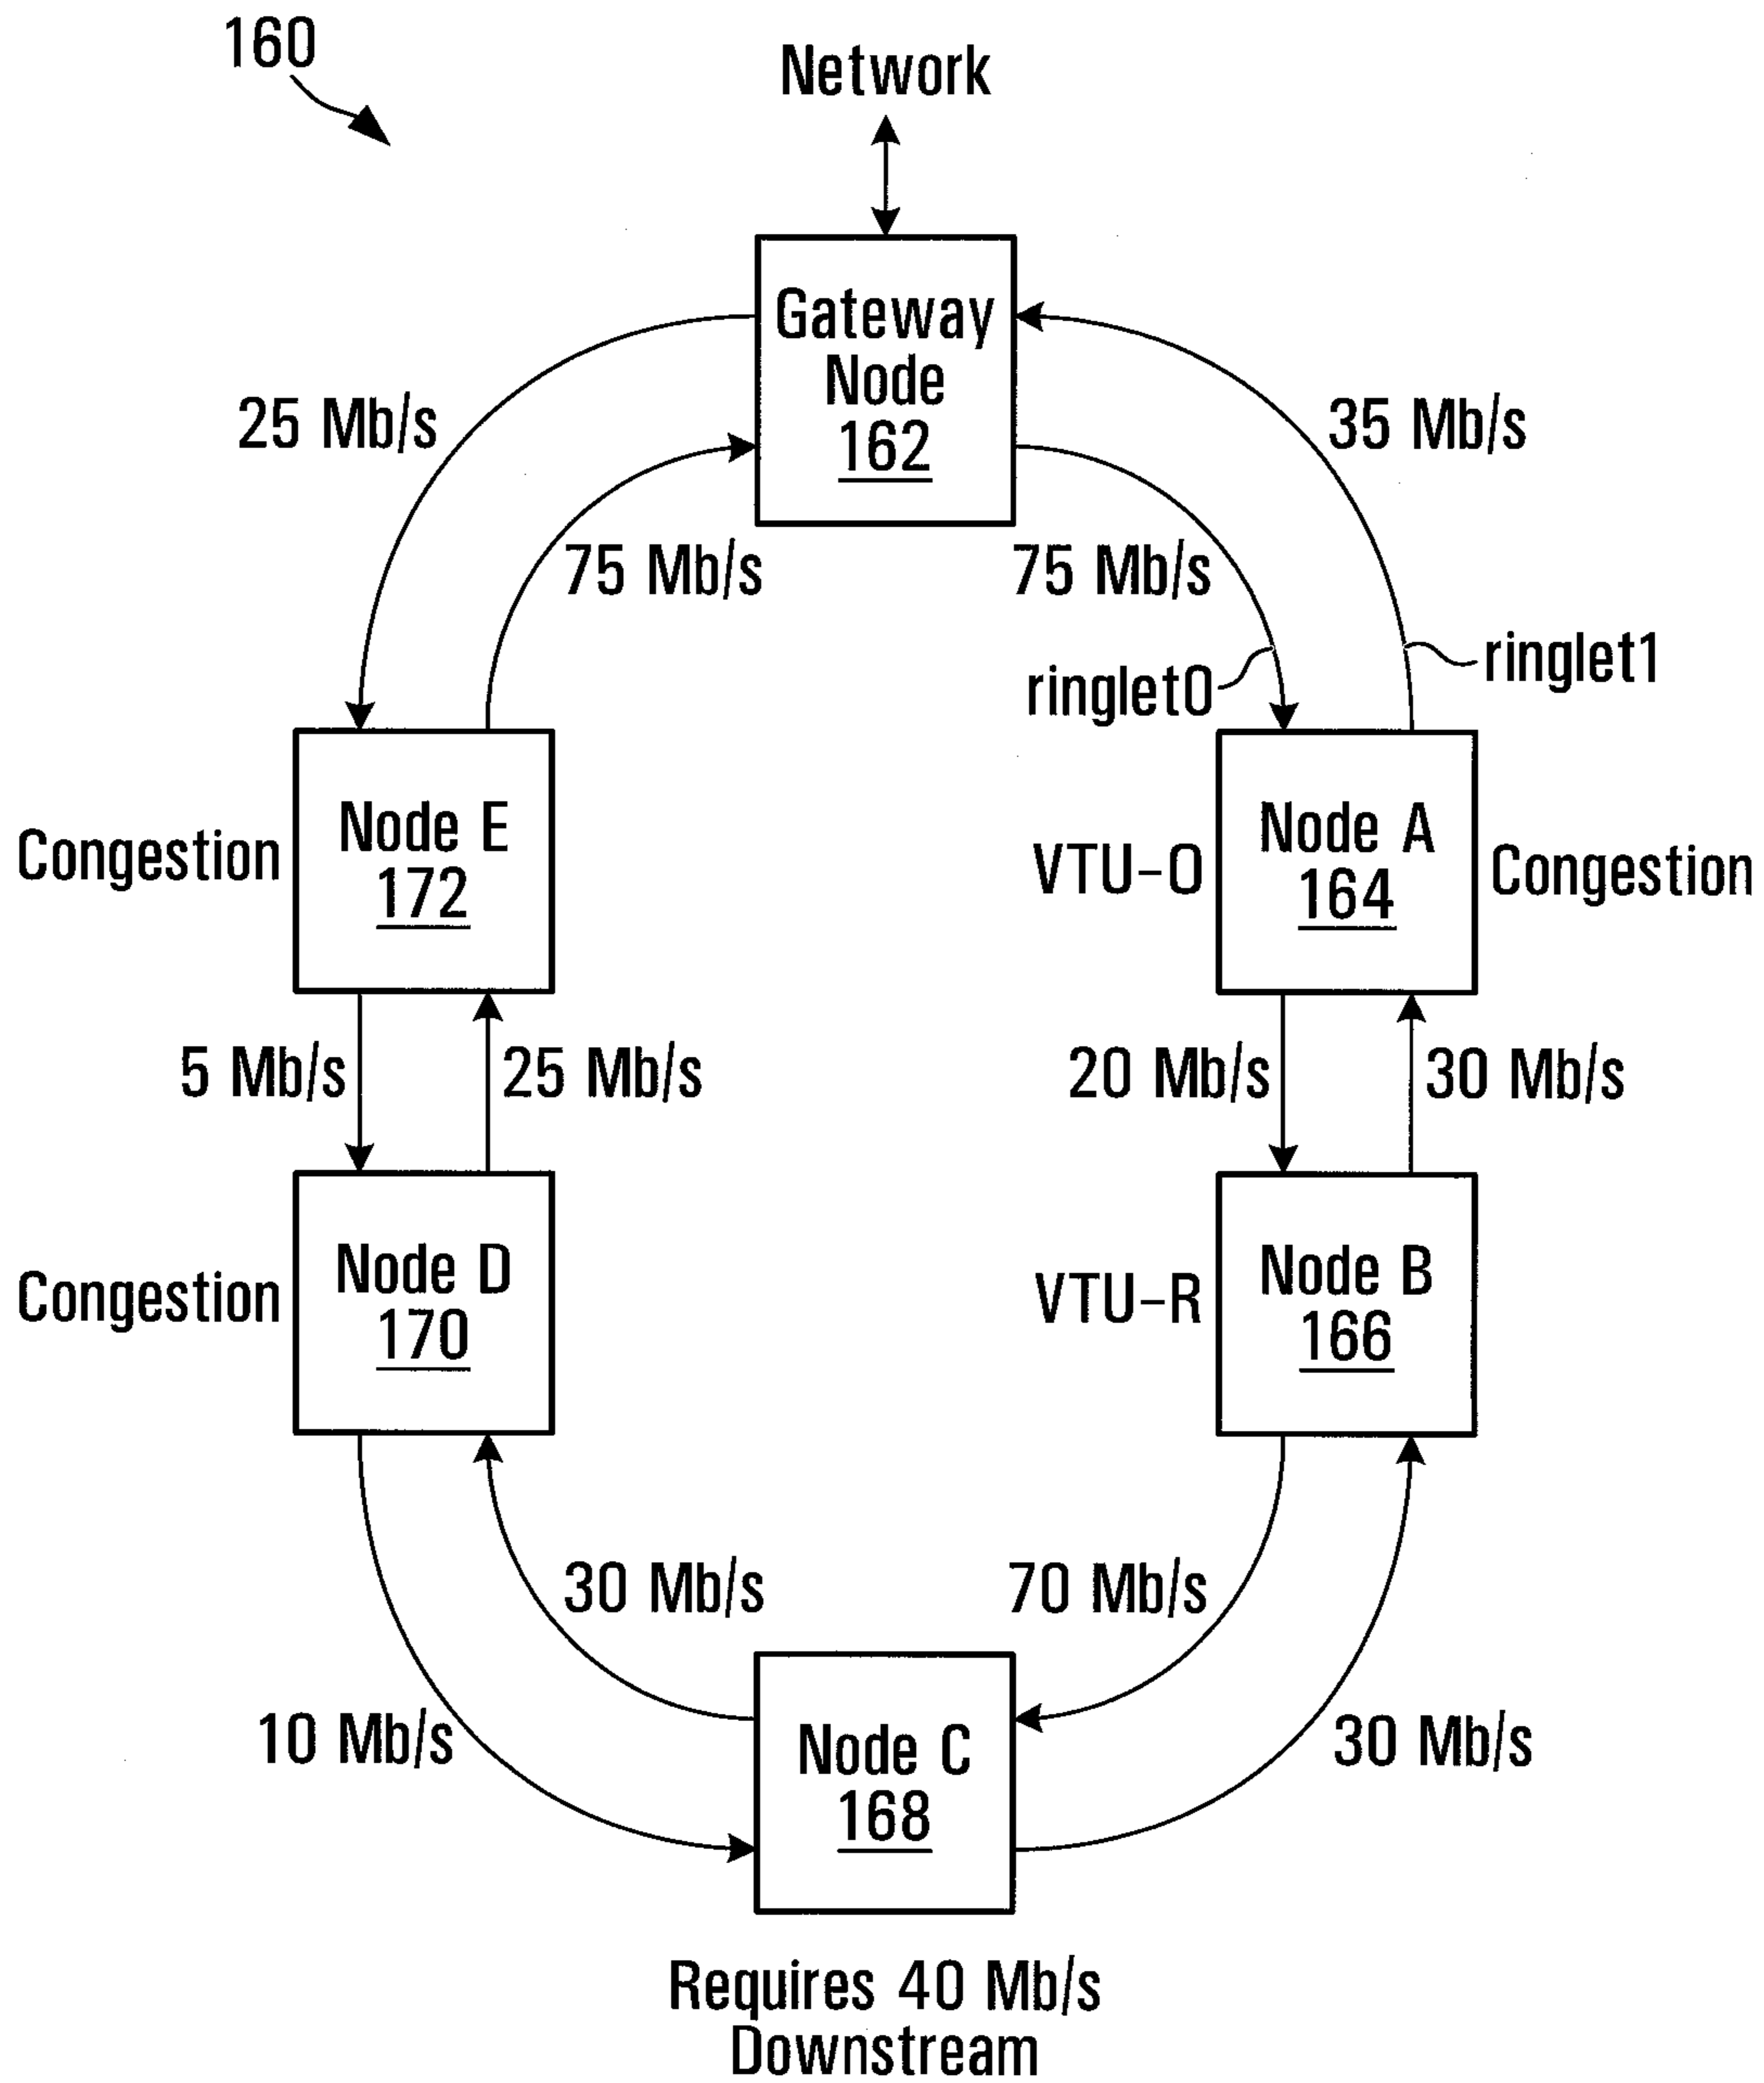 160
Network
Gateway
Node
162
25 Mb/s
35 Mb/s
75 Mb/s
75 Mb/s
ringlet0
ringlet1
Congestion
Node E
172
VTU-O
Node A
164
Congestion
5 Mb/s
25 Mb/s
20 Mb/s
30 Mb/s
Congestion
Node D
170
VTU-R
Node B
166
30 Mb/s
70 Mb/s
10 Mb/s
30 Mb/s
Node C
168
Requires 40 Mb/s
Downstream